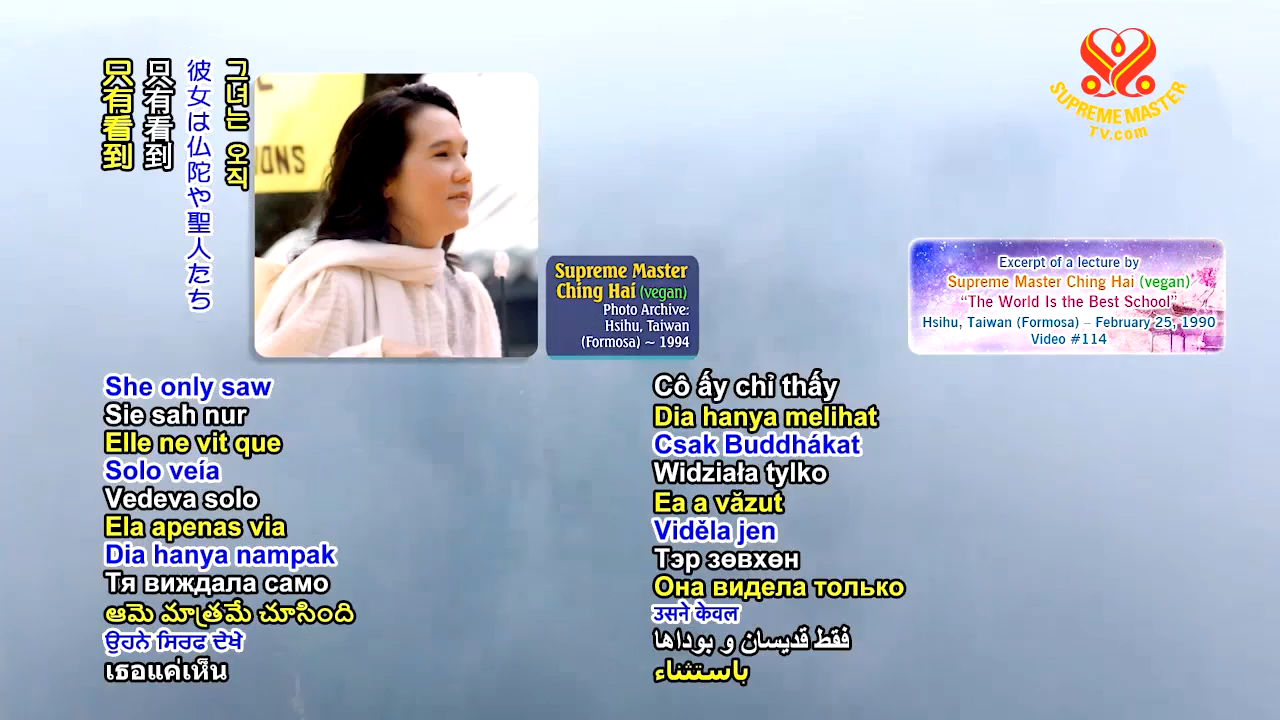 只有看到
只有看到
彼女は仏陀や聖人たち
그녀는 오직
IONS
Supreme Master
Ching Hai (vegan)
Photo Archive:
Hsihu, Taiwan
(Formosa) ~ 1994
SUPREME MASTER
TV.com
Excerpt of a lecture by
Supreme Master Ching Hai (vegan)
“The World Is the Best School”
Hsihu, Taiwan (Formosa) – February 25, 1990
Video #114
She only saw
Sie sah nur
Elle ne vit que
Solo veía
Vedeva solo
Ela apenas via
Dia hanya nampak
Тя виждала само
ఆమె మాత్రమే చూసింది
ਉਹਨੇ ਸਿਰਫ ਦੇਖੇ
เธอแค่เห็น
Cô ấy chỉ thấy
Dia hanya melihat
Csak Buddhákat
Widziała tylko
Ea a văzut
Viděla jen
Тэр зөвхөн
Она видела только
उसने केवल
فقط قدیسان و بوداها
باستثناء